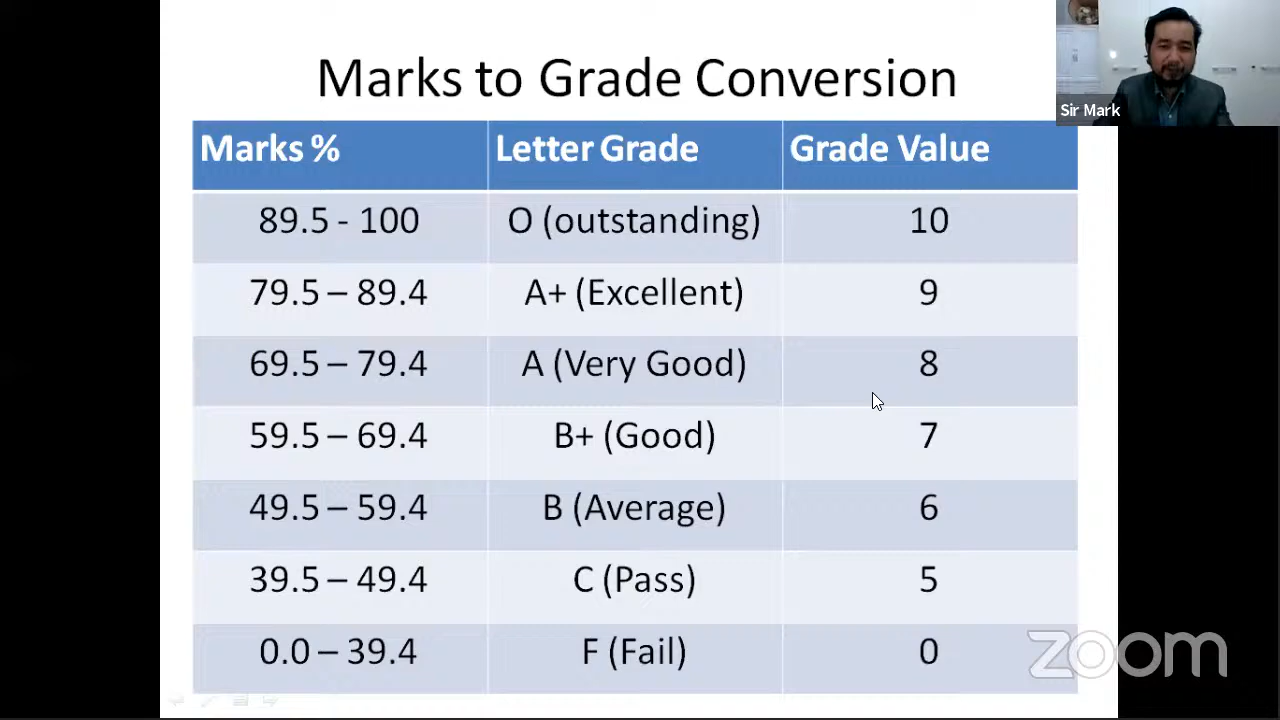 Marks to Grade Conversion
Sir Mark
Marks % Letter Grade Grade Value
89.5 - 100 O (outstanding) 10
79.5 – 89.4 A+ (Excellent) 9
69.5 – 79.4 A (Very Good) 8
59.5 – 69.4 B+ (Good) 7
49.5 – 59.4 B (Average) 6
39.5 – 49.4 C (Pass) 5
0.0 – 39.4 F (Fail) 0
zoom